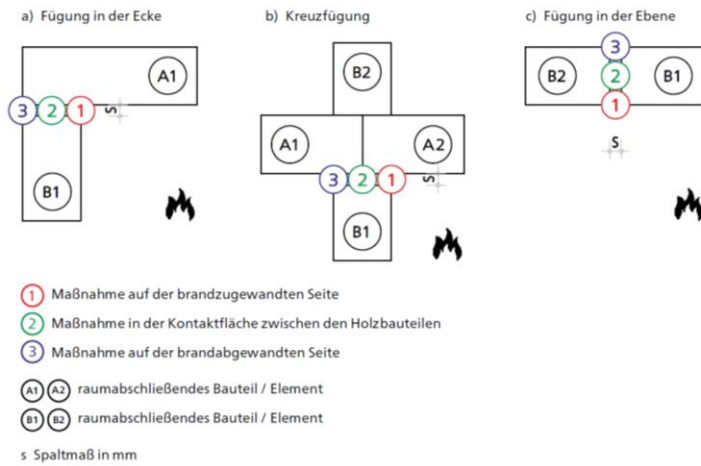 a) Fügung in der Ecke
b) Kreuzfügung
c) Fügung in der Ebene
A1
3 2 1 s
B1
B2
A1 A2
3 2 1 s
B1
3
B2 2 B1
1
s
1 Maßnahme auf der brandzugewandten Seite
2 Maßnahme in der Kontaktfläche zwischen den Holzbauteilen
3 Maßnahme auf der brandabgewandten Seite
A1 A2 raumabschließendes Bauteil / Element
B1 B2 raumabschließendes Bauteil / Element
s Spaltmaß in mm